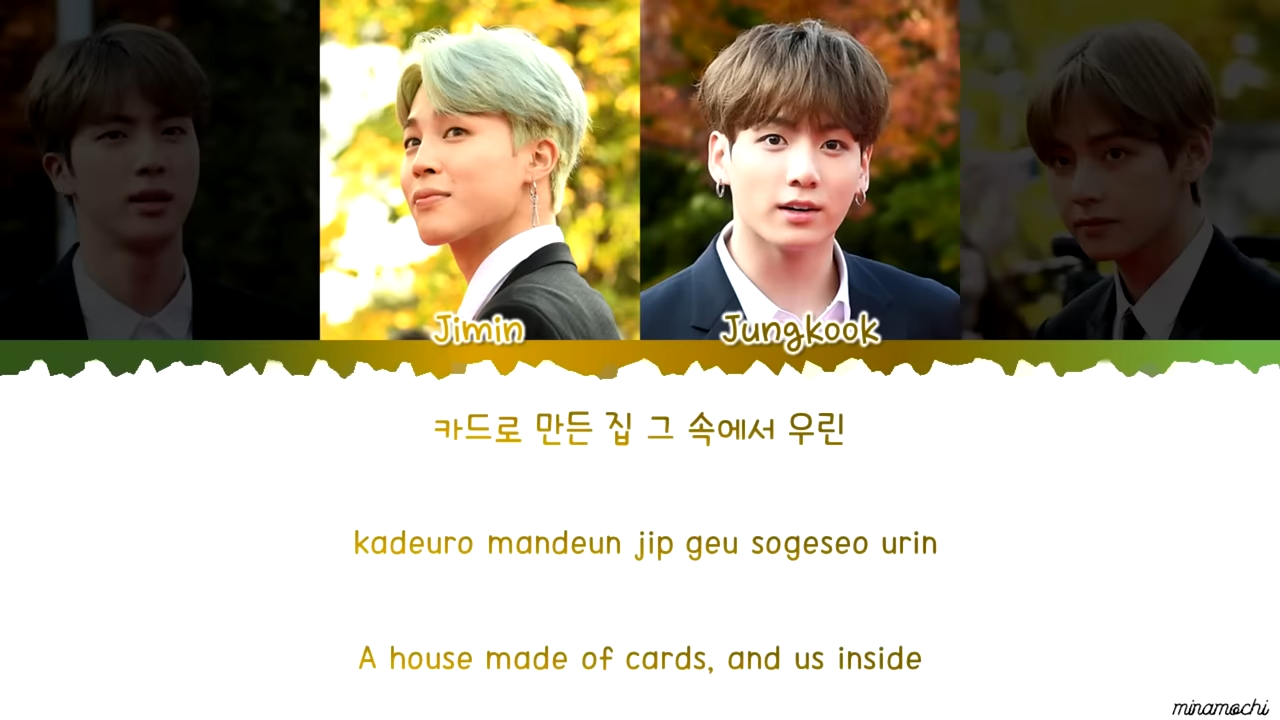 Jimin Jungkook
카드로 만든 집 그 속에서 우린
kadeuro mandeun jip geu sogeseo urin
A house made of cards, and us inside
minamochi